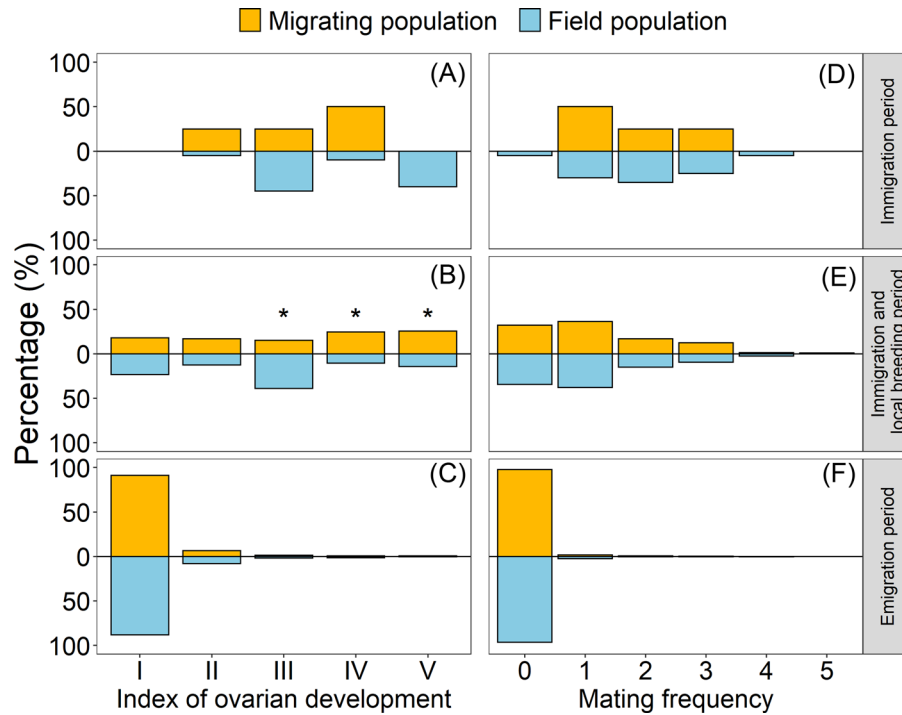 Migrating population Field population
Percentage (%)
100
50
0
50
100
(A)
(D)
Immigration period
100
50
0
50
100
(B)
* * *
(E)
Immigration and
local breeding period
100
50
0
50
100
(C)
(F)
Emigration period
I II III IV V
0 1 2 3 4 5
Index of ovarian development
Mating frequency